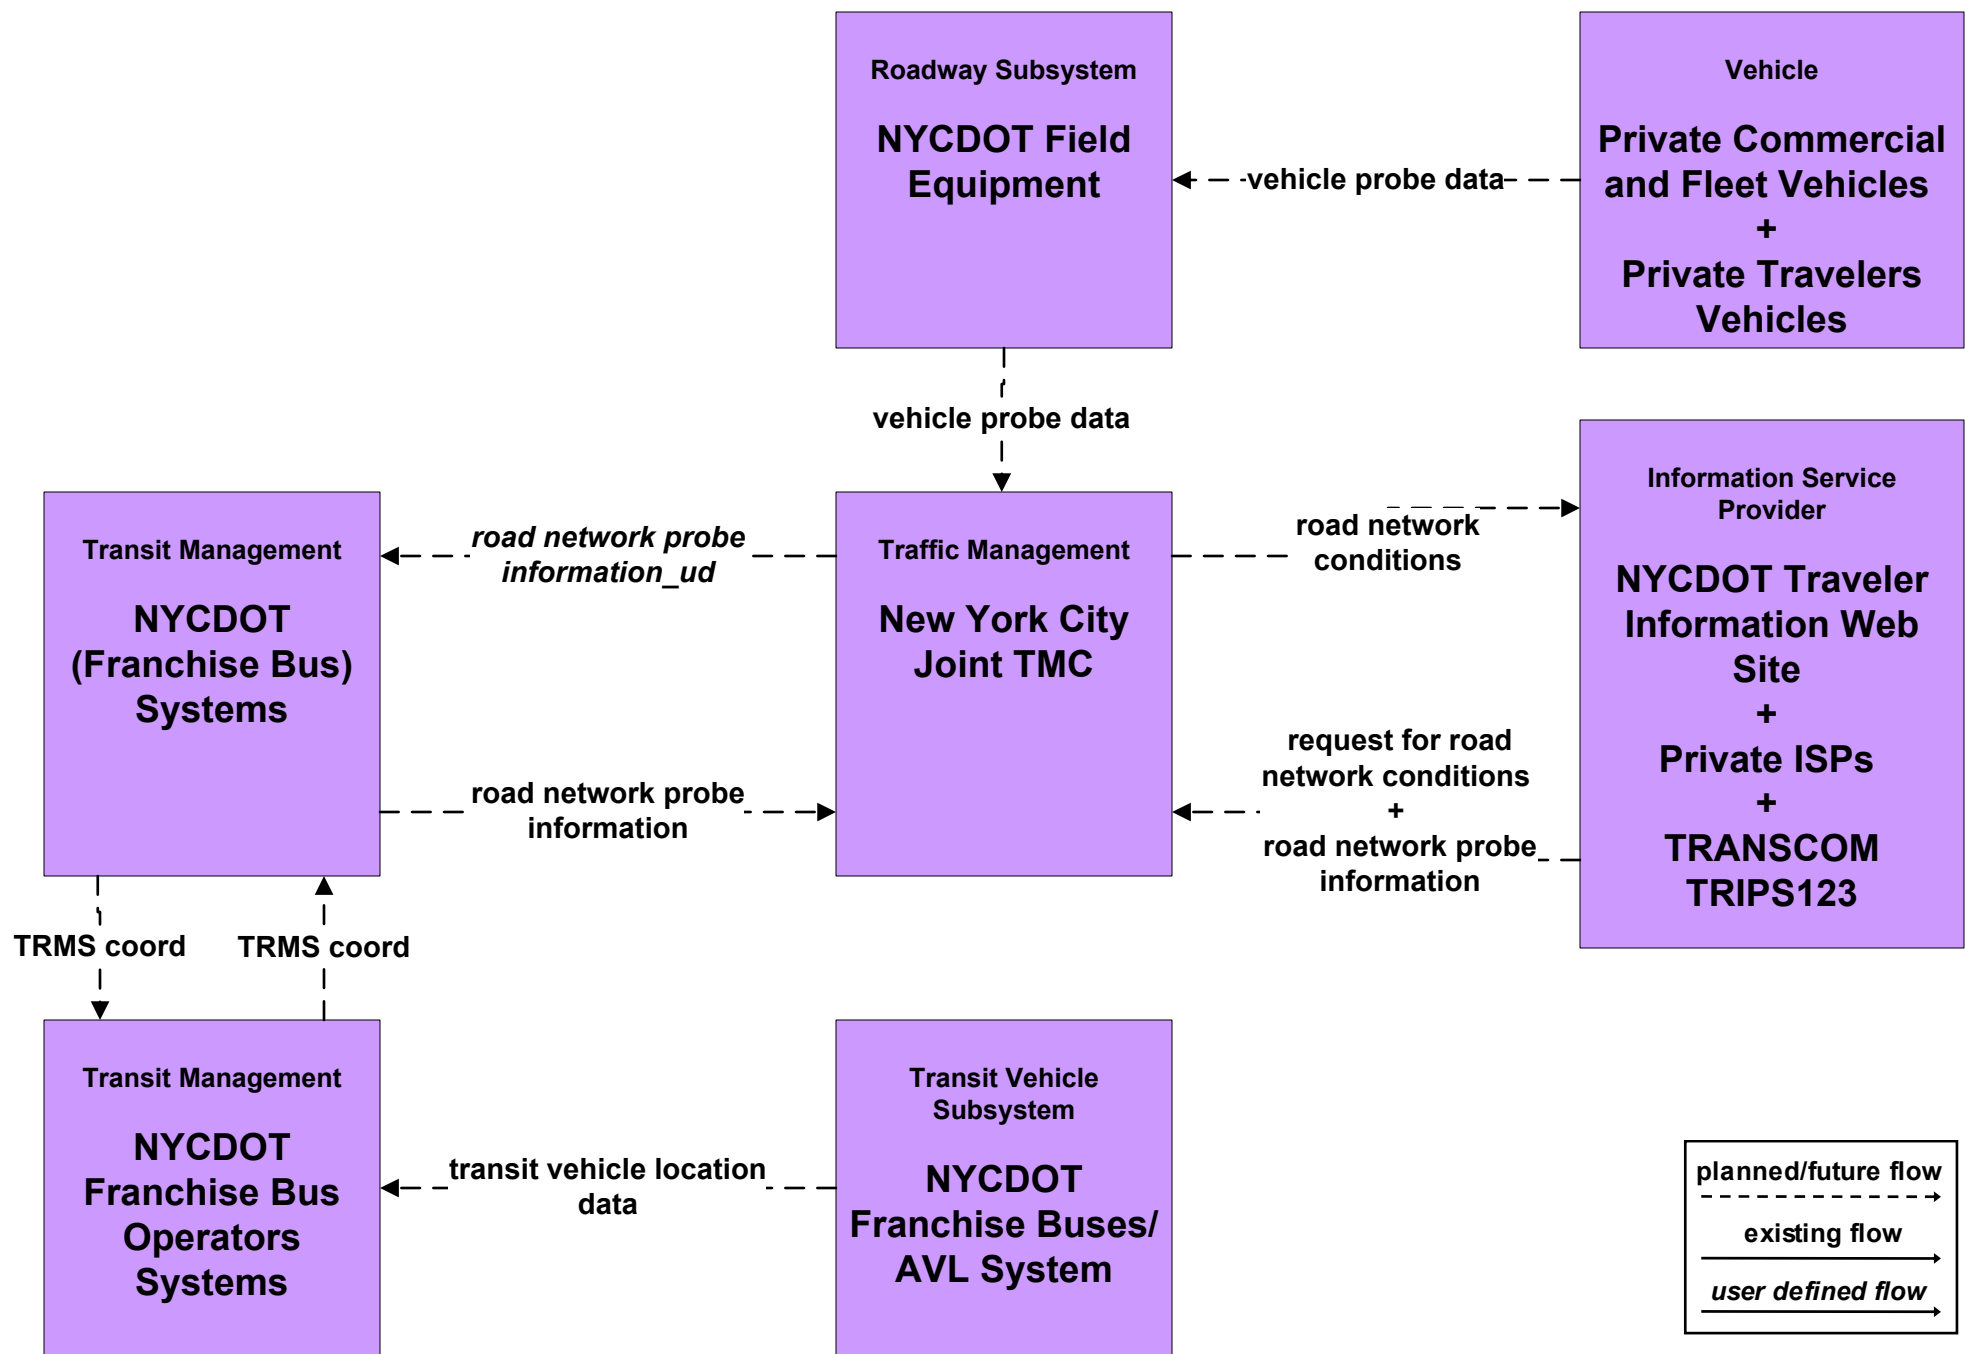 Roadway Subsystem
NYCDOT Field
Equipment
vehicle probe data
Vehicle
Private Commercial
and Fleet Vehicles
+
Private Travelers
Vehicles
vehicle probe data
Transit Management
NYCDOT
(Franchise Bus)
Systems
road network probe
information_ud
road network probe
information
Traffic Management
New York City
Joint TMC
road network
conditions
request for road
network conditions
+
road network probe
information
Information Service
Provider
NYCDOT Traveler
Information Web
Site
+
Private ISPs
+
TRANSCOM
TRIPS123
TRMS coord
TRMS coord
Transit Management
NYCDOT
Franchise Bus
Operators
Systems
transit vehicle location
data
Transit Vehicle
Subsystem
NYCDOT
Franchise Buses/
AVL System
planned/future flow
existing flow
user defined flow